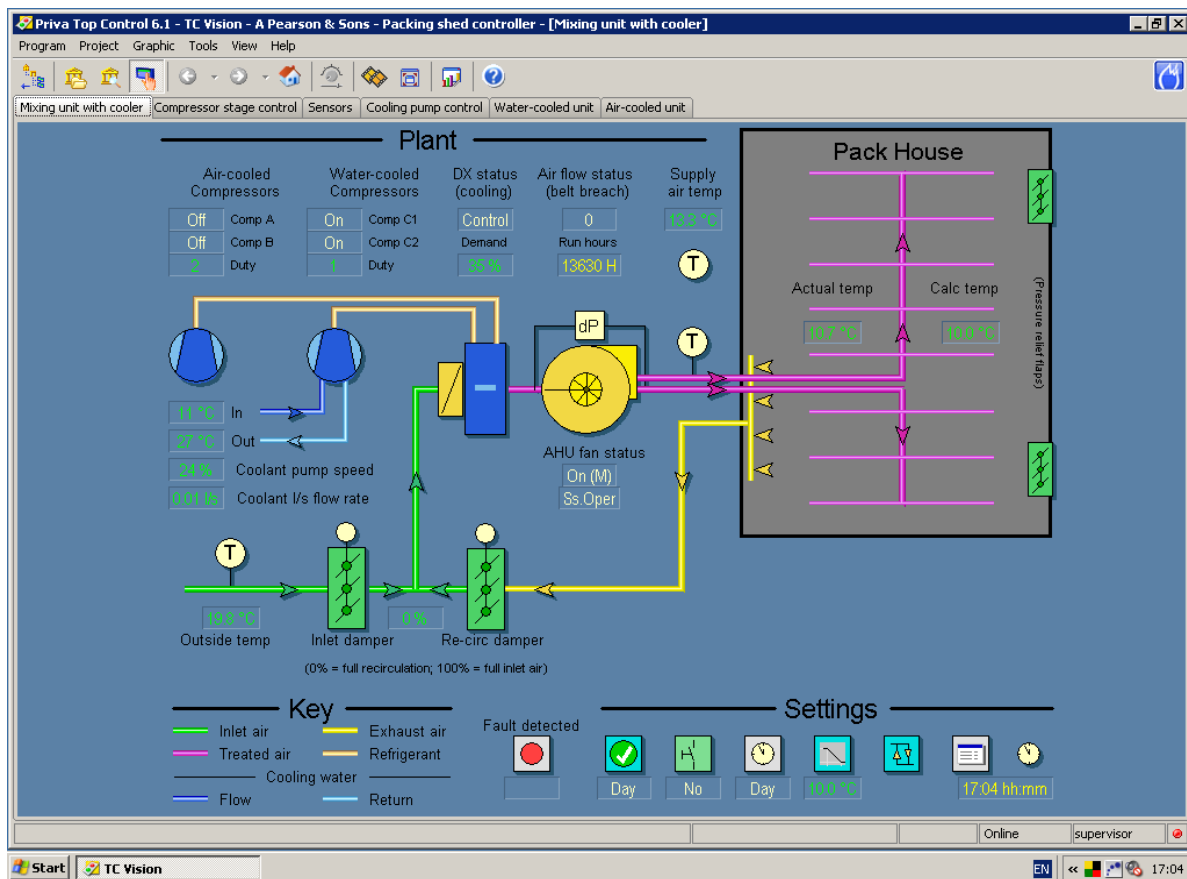 Priva Top Control 6.1 - TC Vision - A Pearson & Sons - Packing shed controller - [Mixing unit with cooler]
Program Project Graphic Tools View Help
Mixing unit with cooler Compressor stage control Sensors Cooling pump control Water-cooled unit Air-cooled unit
Plant
Pack House
Air-cooled Compressors
Water-cooled Compressors
DX status (cooling)
Air flow status (belt breach)
Supply air temp
Off Comp A On Comp C1 Control 0 13.3 °C
Off Comp B On Comp C2 Demand Run hours
2 Duty 1 Duty 35 % 13630 H
T
Actual temp Calc temp
10.7 °C 10.0 °C
(Pressure relief flaps)
dP
T
11 °C In
27 °C Out
24 % Coolant pump speed
0.01 l/s Coolant l/s flow rate
AHU fan status
On (M)
Ss.Oper
T
19.8 °C 0 %
Outside temp Inlet damper Re-circ damper
(0% = full recirculation; 100% = full inlet air)
Key
Inlet air Exhaust air
Treated air Refrigerant
Cooling water
Flow Return
Fault detected
Settings
Day No Day 10.0 °C 17:04 hh:mm
Online supervisor
Start TC Vision EN « 17:04